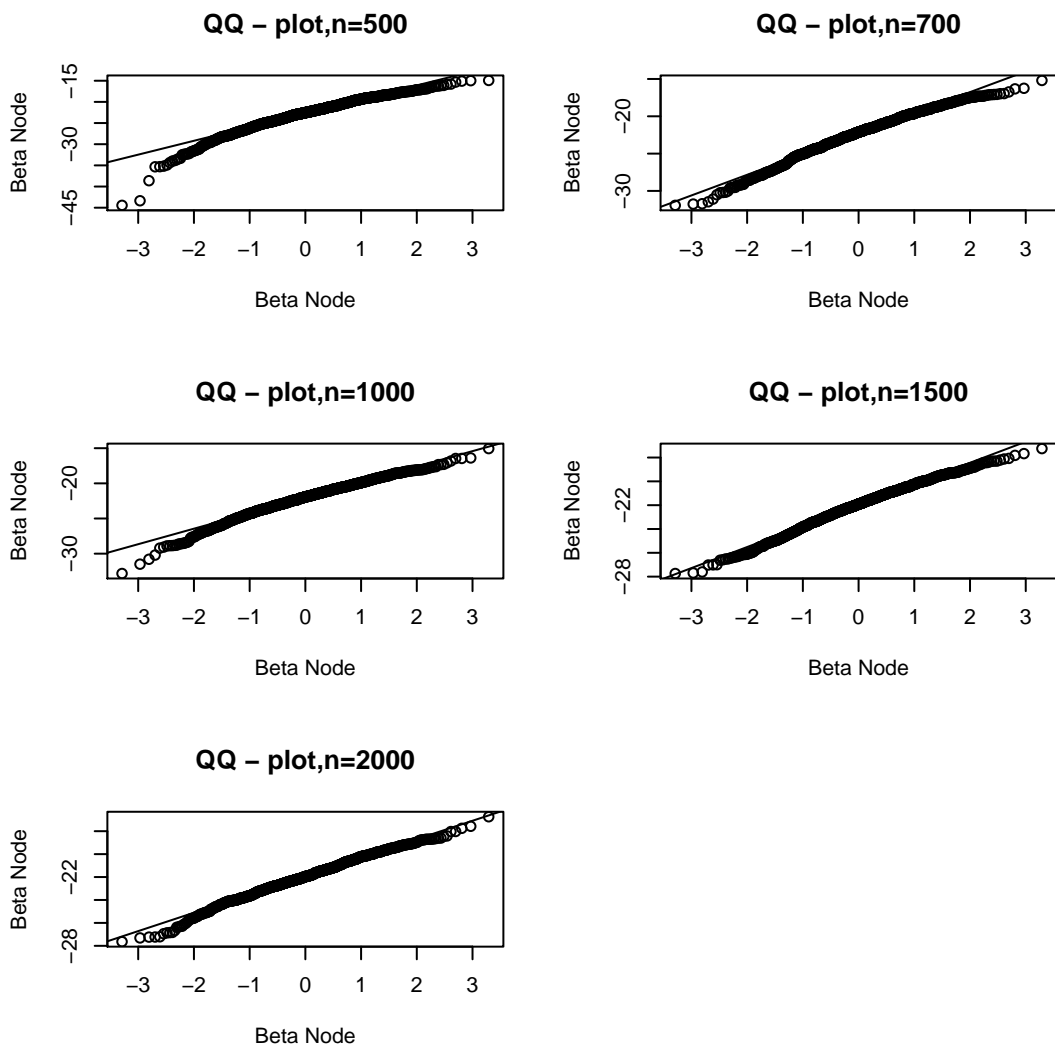 QQ − plot,n=500
Beta Node
−45 −30 −15
−3 −2 −1 0 1 2 3
Beta Node
QQ − plot,n=700
Beta Node
−30 −20
−3 −2 −1 0 1 2 3
Beta Node
QQ − plot,n=1000
Beta Node
−30 −20
−3 −2 −1 0 1 2 3
Beta Node
QQ − plot,n=1500
Beta Node
−28 −22
−3 −2 −1 0 1 2 3
Beta Node
QQ − plot,n=2000
Beta Node
−28 −22
−3 −2 −1 0 1 2 3
Beta Node